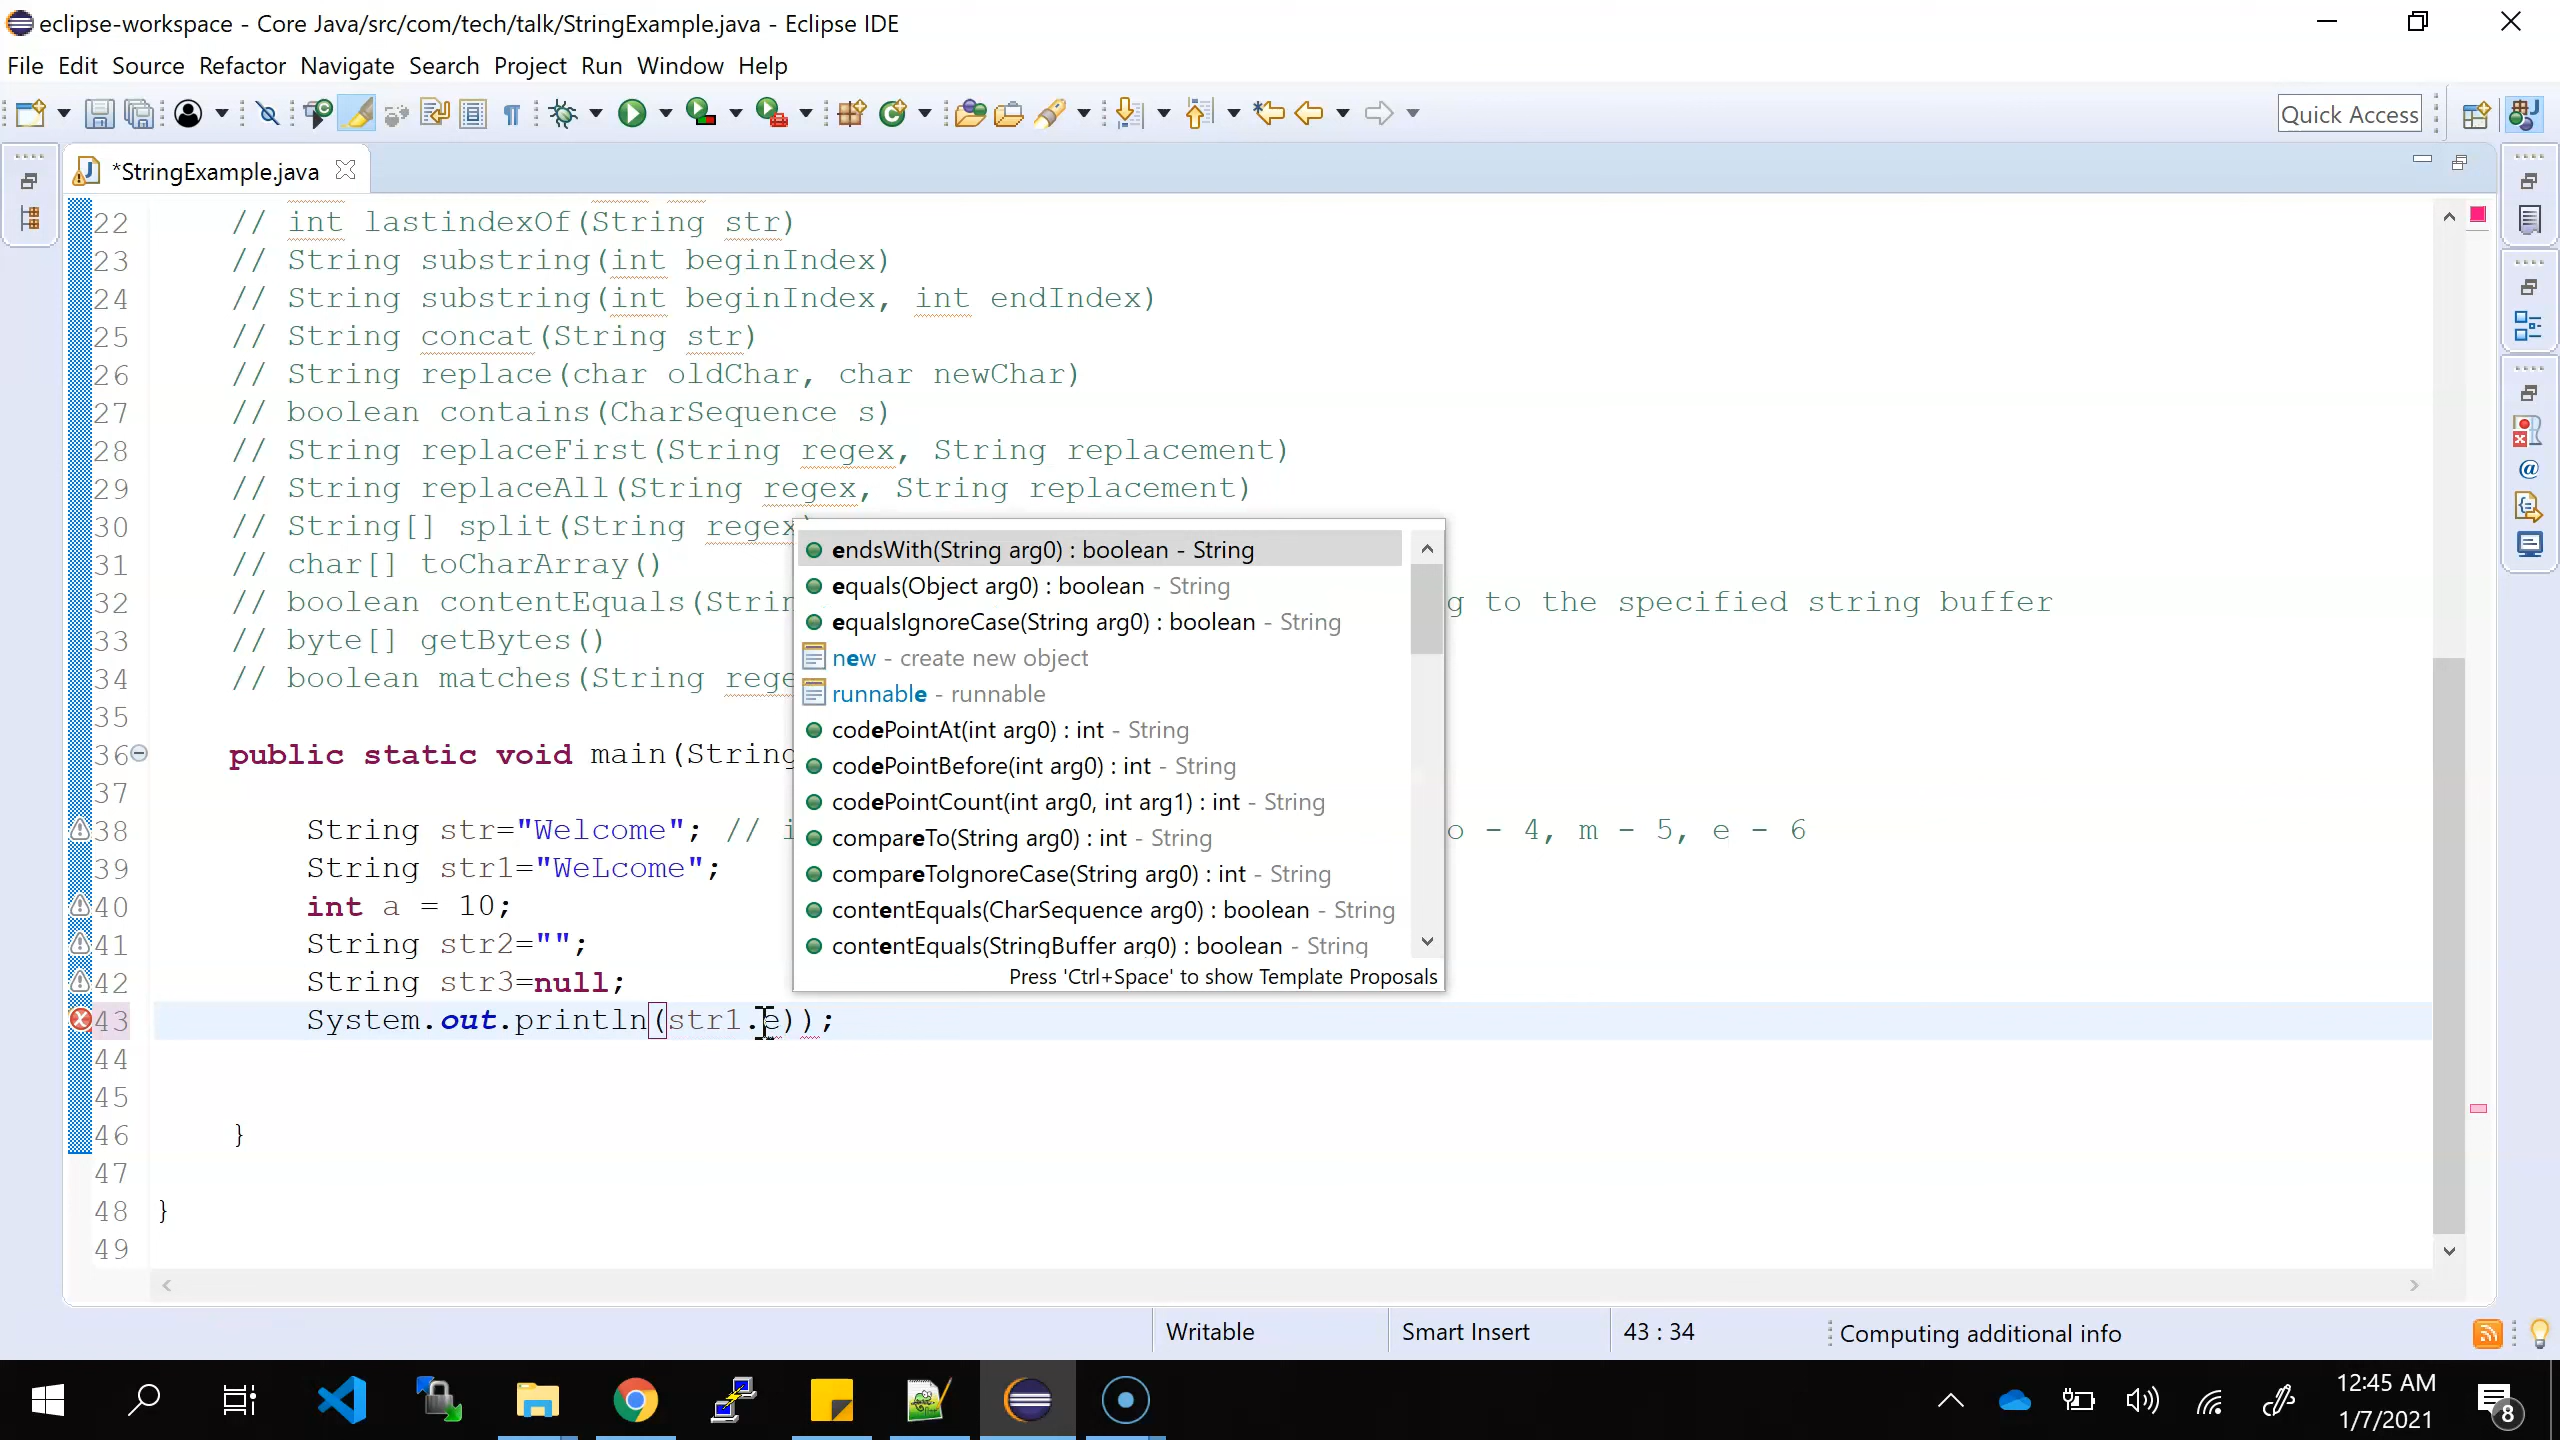 eclipse-workspace - Core Java/src/com/tech/talk/StringExample.java - Eclipse IDE
File Edit Source Refactor Navigate Search Project Run Window Help
Quick Access
*StringExample.java
22 // int lastindexOf(String str)
23 // String substring(int beginIndex)
24 // String substring(int beginIndex, int endIndex)
25 // String concat(String str)
26 // String replace(char oldChar, char newChar)
27 // boolean contains(CharSequence s)
28 // String replaceFirst(String regex, String replacement)
29 // String replaceAll(String regex, String replacement)
30 // String[] split(String regex)
31 // char[] toCharArray()
32 // boolean contentEquals(Strin g to the specified string buffer
33 // byte[] getBytes()
34 // boolean matches(String rege
35
36 public static void main(String
37
38 String str="Welcome"; // i o - 4, m - 5, e - 6
39 String str1="WeLcome";
40 int a = 10;
41 String str2="";
42 String str3=null;
43 System.out.println(str1.e));
44
45
46 }
47
48 }
49
endsWith(String arg0) : boolean - String
equals(Object arg0) : boolean - String
equalsIgnoreCase(String arg0) : boolean - String
new - create new object
runnable - runnable
codePointAt(int arg0) : int - String
codePointBefore(int arg0) : int - String
codePointCount(int arg0, int arg1) : int - String
compareTo(String arg0) : int - String
compareToIgnoreCase(String arg0) : int - String
contentEquals(CharSequence arg0) : boolean - String
contentEquals(StringBuffer arg0) : boolean - String
Press 'Ctrl+Space' to show Template Proposals
Writable
Smart Insert
43 : 34
Computing additional info
12:45 AM
1/7/2021
8